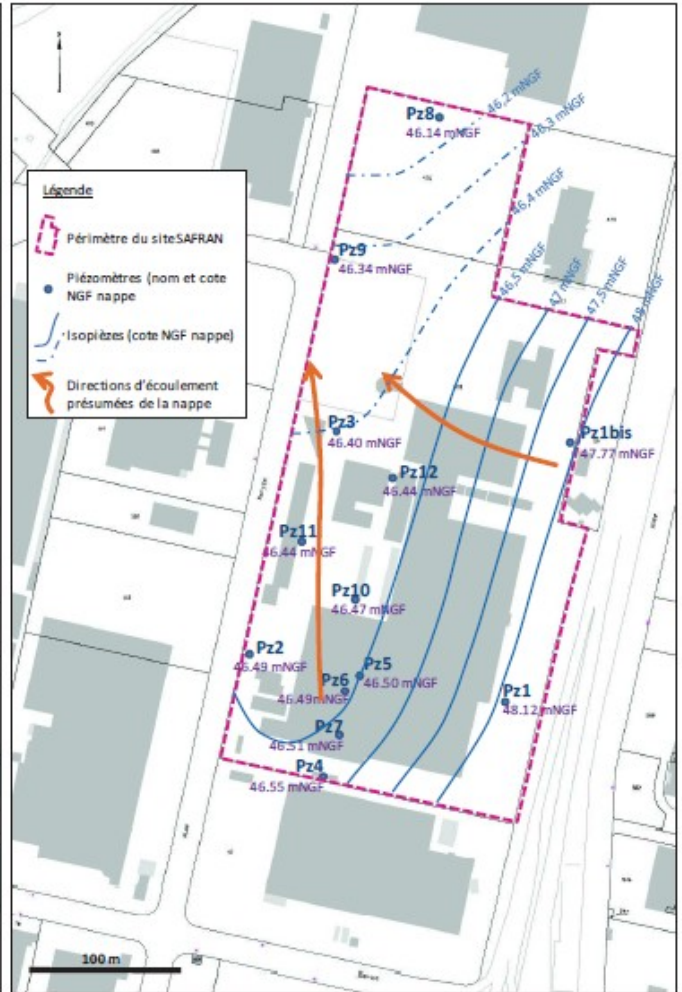 Légende
Périmètre du site SAFRAN
Piézomètres (nom et cote
NGF nappe
Isopièzes (cote NGF nappe)
Directions d'écoulement
présumées de la nappe
Pz8
46.14 mNGF
46,2 mNGF
46,3 mNGF
46,4 mNGF
Pz9
46.34 mNGF
46,5 mNGF
47 mNGF
47,5 mNGF
48 mNGF
Pz3
46.40 mNGF
Pz1bis
47.77 mNGF
Pz12
46.44 mNGF
Pz11
46.44 mNGF
Pz10
46.47 mNGF
Pz2
46.49 mNGF
Pz5
46.50 mNGF
Pz6
46.49mNGF
Pz1
48.12 mNGF
Pz7
46.51 mNGF
Pz4
46.55 mNGF
100 m